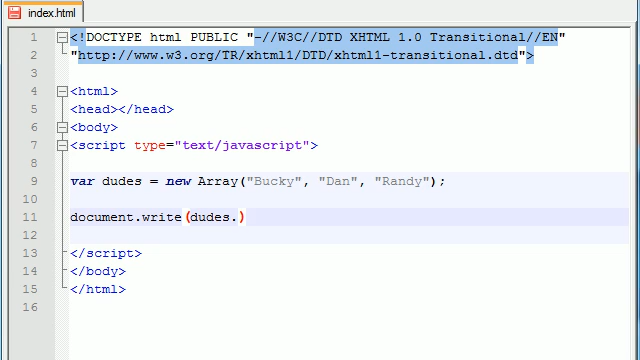 index.html
1 <!DOCTYPE html PUBLIC "-//W3C//DTD XHTML 1.0 Transitional//EN"
2 "http://www.w3.org/TR/xhtml1/DTD/xhtml1-transitional.dtd">
3
4 <html>
5 <head></head>
6 <body>
7 <script type="text/javascript">
8
9 var dudes = new Array("Bucky", "Dan", "Randy");
10
11 document.write(dudes.)
12
13 </script>
14 </body>
15 </html>
16